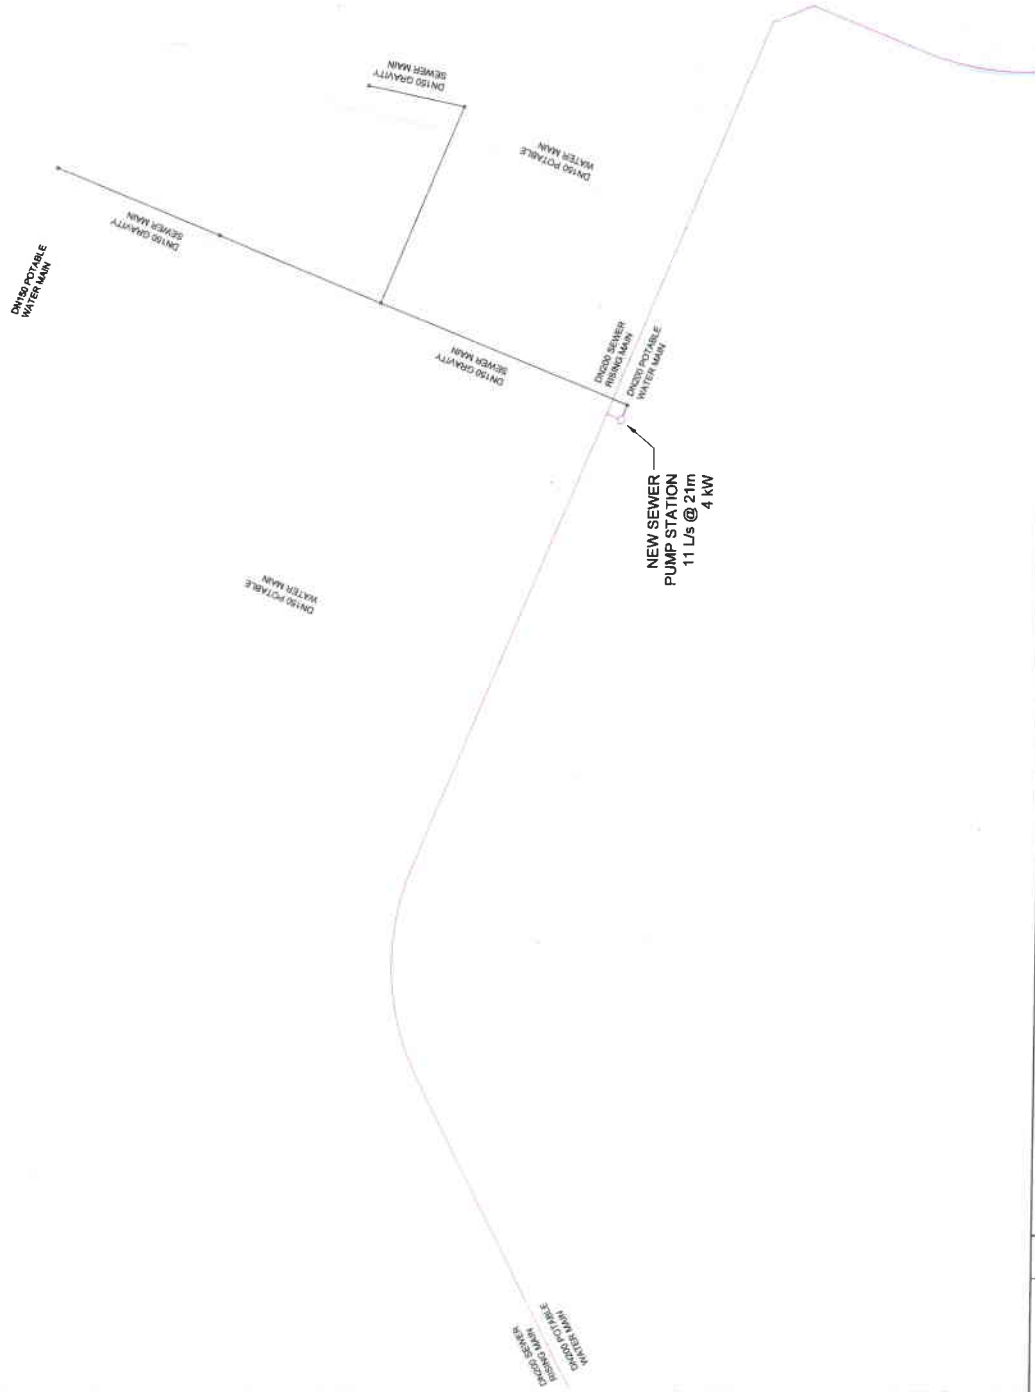 DN150 GRAVITY
SEWER MAIN
DN150 POTABLE
WATER MAIN
DN150 GRAVITY
SEWER MAIN
DN150 POTABLE
WATER MAIN
DN150 GRAVITY
SEWER MAIN
DN200 SEWER
RISING MAIN
DN200 POTABLE
WATER MAIN
NEW SEWER
PUMP STATION
11 L/s @ 21m
4 kW
DN150 POTABLE
WATER MAIN
DN200 SEWER
RISING MAIN
DN200 POTABLE
WATER MAIN